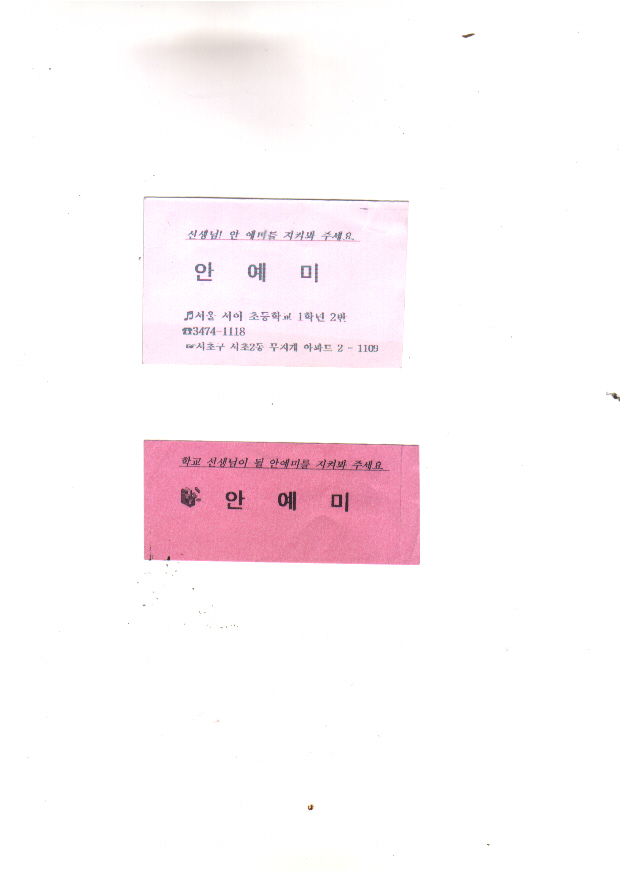 선생님! 안 예미를 지켜봐 주세요.
안 예 미
♬서울 서이 초등학교 1학년 2반
☎3474-1118
☞서초구 서초2동 무지개 아파트 2 - 1109
학교 선생님이 될 안예미를 지켜봐 주세요
안 예 미